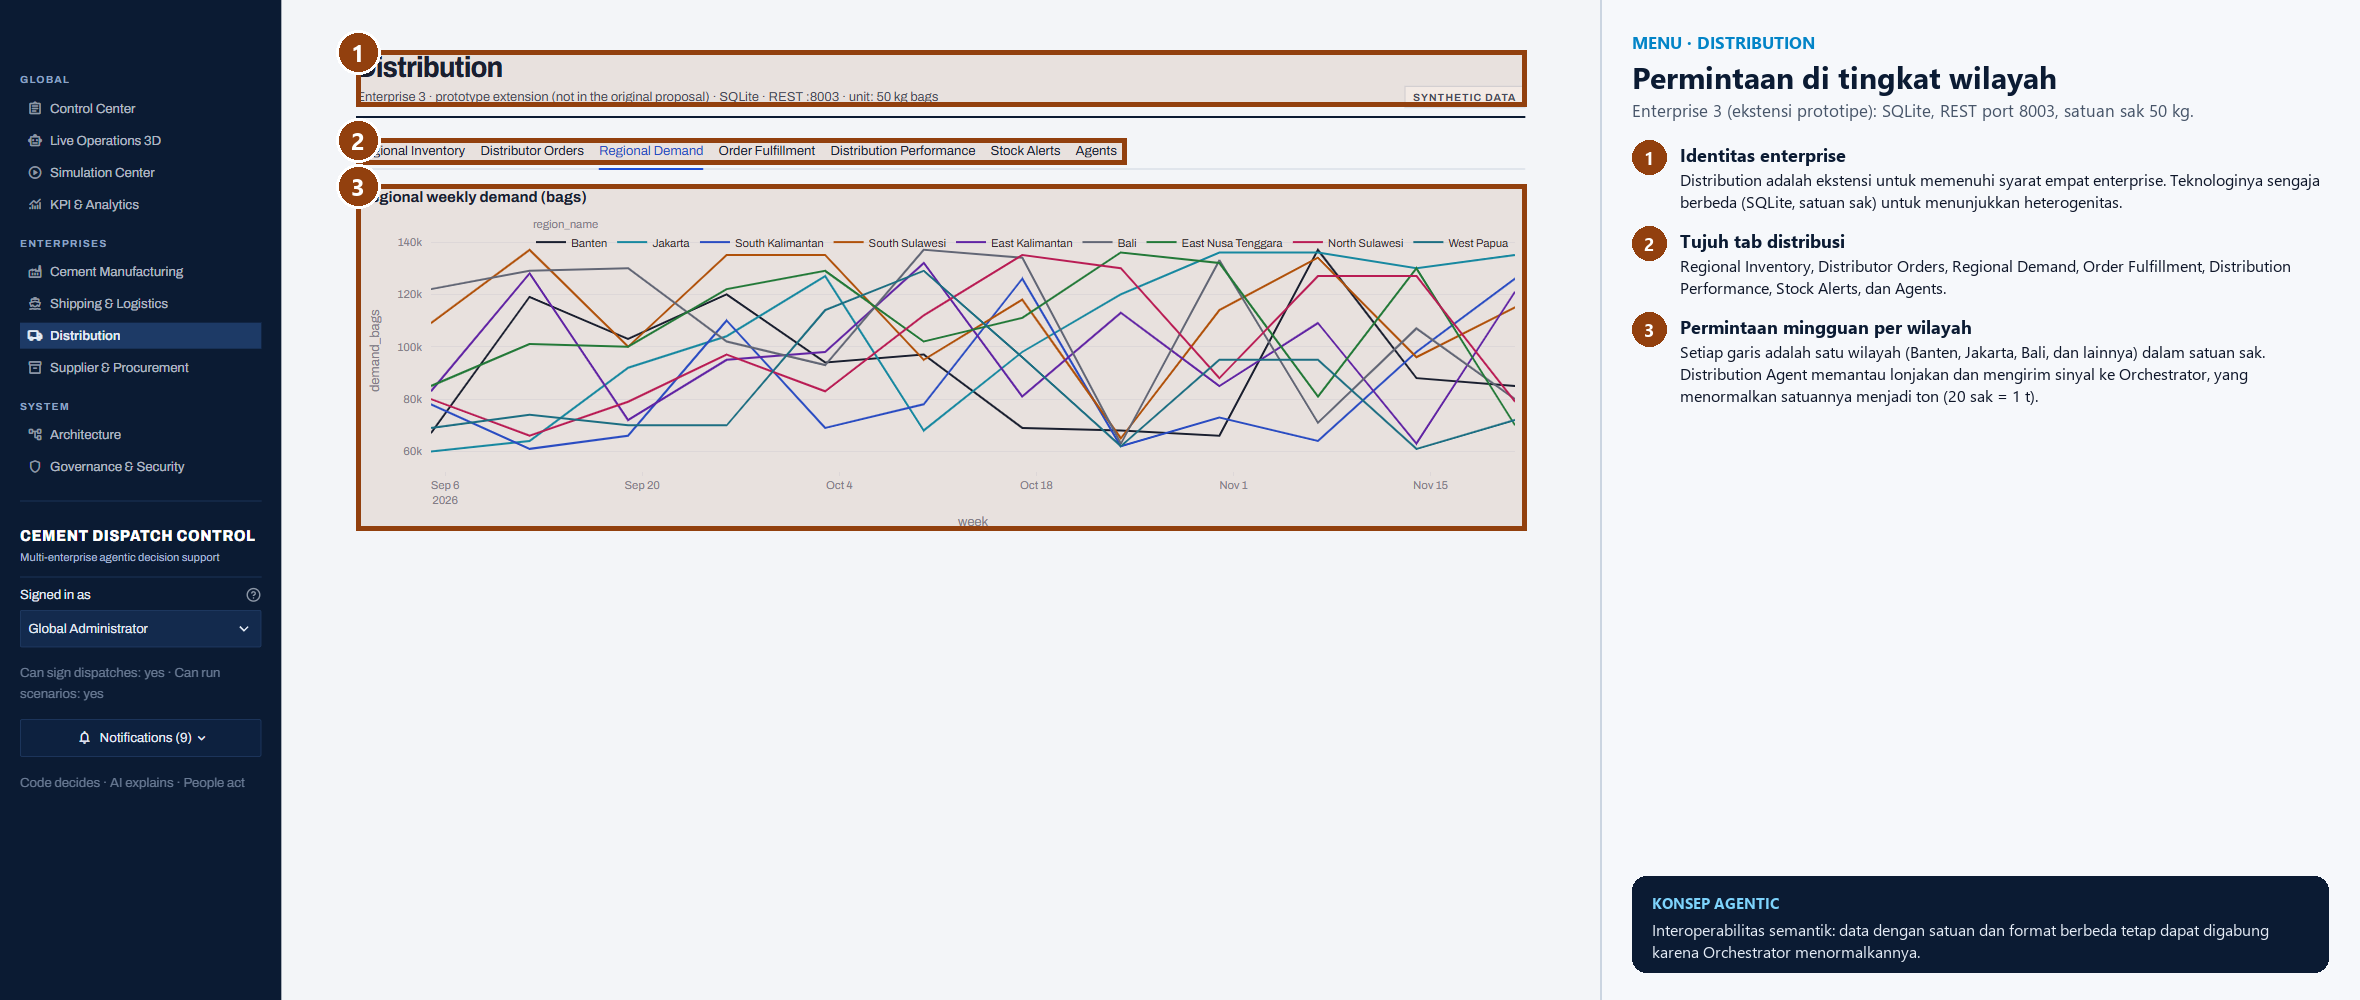 GLOBAL
Control Center
Live Operations 3D
Simulation Center
KPI & Analytics
ENTERPRISES
Cement Manufacturing
Shipping & Logistics
Distribution
Supplier & Procurement
SYSTEM
Architecture
Governance & Security
CEMENT DISPATCH CONTROL
Multi-enterprise agentic decision support
Signed in as
Global Administrator
Can sign dispatches: yes · Can run
scenarios: yes
Notifications (9)
Code decides · AI explains · People act
1
Distribution
Enterprise 3 · prototype extension (not in the original proposal) · SQLite · REST :8003 · unit: 50 kg bags
SYNTHETIC DATA
2
gional Inventory Distributor Orders Regional Demand Order Fulfillment Distribution Performance Stock Alerts Agents
3
gional weekly demand (bags)
region_name
Banten Jakarta South Kalimantan South Sulawesi East Kalimantan Bali East Nusa Tenggara North Sulawesi West Papua
140k
120k
100k
80k
60k
demand_bags
Sep 6 Sep 20 Oct 4 Oct 18 Nov 1 Nov 15
2026
week
MENU · DISTRIBUTION
Permintaan di tingkat wilayah
Enterprise 3 (ekstensi prototipe): SQLite, REST port 8003, satuan sak 50 kg.
1 Identitas enterprise
Distribution adalah ekstensi untuk memenuhi syarat empat enterprise. Teknologinya sengaja
berbeda (SQLite, satuan sak) untuk menunjukkan heterogenitas.
2 Tujuh tab distribusi
Regional Inventory, Distributor Orders, Regional Demand, Order Fulfillment, Distribution
Performance, Stock Alerts, dan Agents.
3 Permintaan mingguan per wilayah
Setiap garis adalah satu wilayah (Banten, Jakarta, Bali, dan lainnya) dalam satuan sak.
Distribution Agent memantau lonjakan dan mengirim sinyal ke Orchestrator, yang
menormalkan satuannya menjadi ton (20 sak = 1 t).
KONSEP AGENTIC
Interoperabilitas semantik: data dengan satuan dan format berbeda tetap dapat digabung
karena Orchestrator menormalkannya.